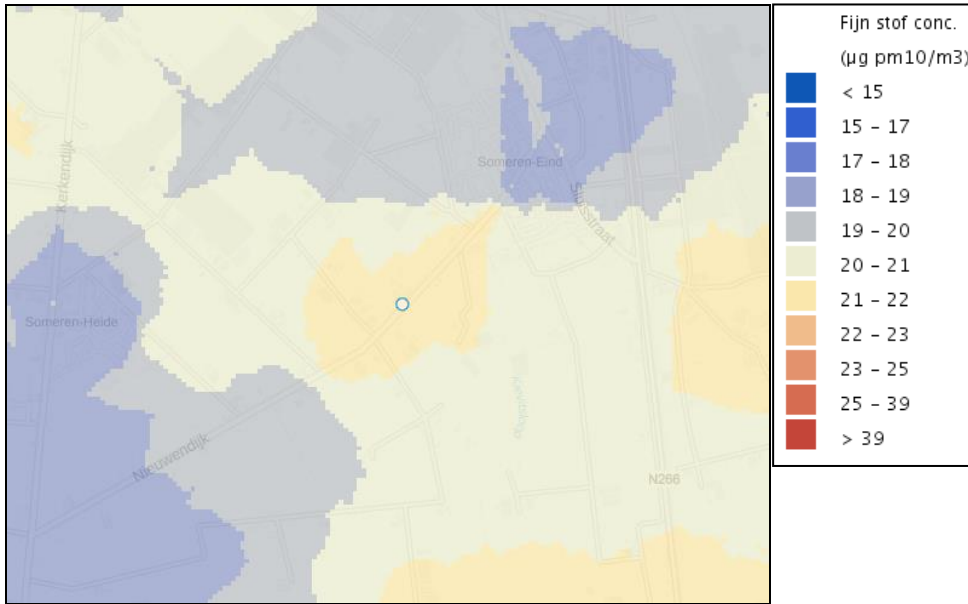 Kerkendijk
Someren-Eind
Sluisstraat
Someren-Heide
Nieuwendijk
N266
Fijn stof conc.
(µg pm10/m3)
< 15
15 – 17
17 – 18
18 – 19
19 – 20
20 – 21
21 – 22
22 – 23
23 – 25
25 – 39
> 39